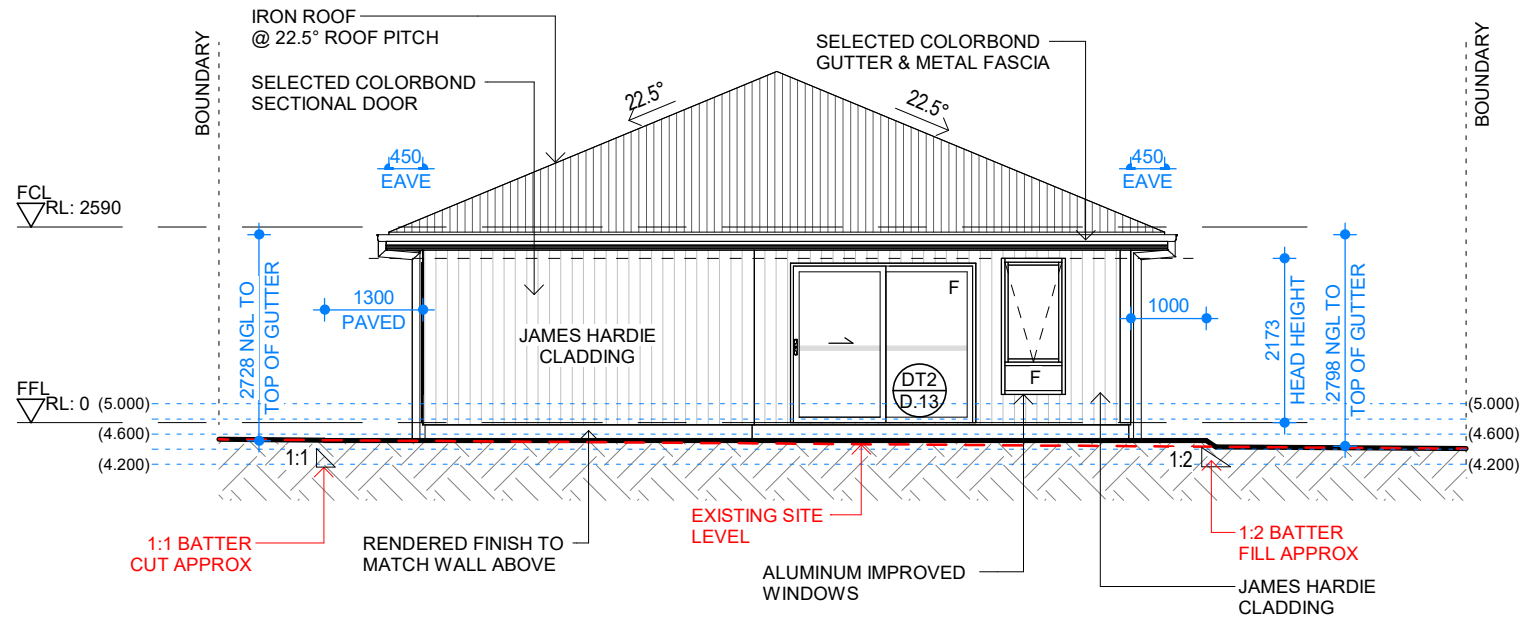 IRON ROOF
@ 22.5° ROOF PITCH
SELECTED COLORBOND
SECTIONAL DOOR
SELECTED COLORBOND
GUTTER & METAL FASCIA
BOUNDARY
BOUNDARY
22.5°
22.5°
450
EAVE
450
EAVE
FCL
RL: 2590
2728 NGL TO
TOP OF GUTTER
1300
PAVED
JAMES HARDIE
CLADDING
F
F
DT2
D.13
1000
2173
HEAD HEIGHT
2798 NGL TO
TOP OF GUTTER
FFL
RL: 0 (5.000)
(4.600)
(4.200)
(5.000)
(4.600)
(4.200)
1:1
1:2
1:1 BATTER
CUT APPROX
RENDERED FINISH TO
MATCH WALL ABOVE
EXISTING SITE
LEVEL
ALUMINUM IMPROVED
WINDOWS
1:2 BATTER
FILL APPROX
JAMES HARDIE
CLADDING